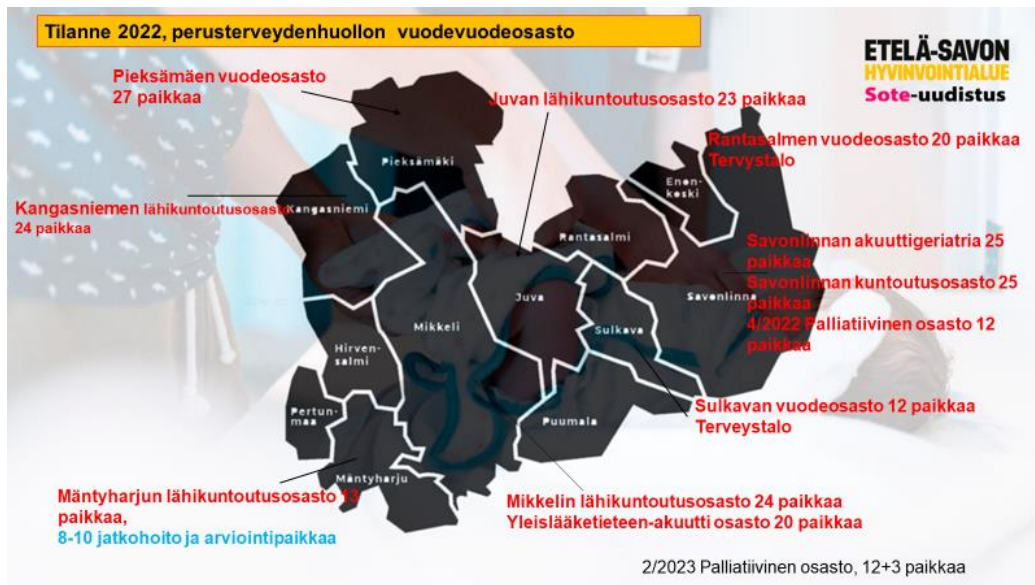 Tilanne 2022, perusterveydenhuollon vuodevuodeosasto
ETELÄ-SAVON
HYVINVOINTIALUE
Sote-uudistus
Pieksämäen vuodeosasto
27 paikkaa
Juvan lähikuntoutusosasto 23 paikkaa
Rantasalmen vuodeosasto 20 paikkaa
Tervystalo
Pieksämäki
Enon-
koski
Kangasniemen lähikuntoutusosasto
24 paikkaa
Kangasniemi
Rantasalmi
Savonlinnan akuuttigeriatria 25
paikkaa
Savonlinnan kuntoutusosasto 25
paikkaa
4/2022 Palliatiivinen osasto 12
paikkaa
Juva
Savonlinna
Mikkeli
Sulkava
Hirven-
salmi
Pertun-
maa
Puumala
Sulkavan vuodeosasto 12 paikkaa
Terveystalo
Mäntyharju
Mäntyharjun lähikuntoutusosasto 13
paikkaa,
8-10 jatkohoito ja arviointipaikkaa
Mikkelin lähikuntoutusosasto 24 paikkaa
Yleislääketieteen-akuutti osasto 20 paikkaa
2/2023 Palliatiivinen osasto, 12+3 paikkaa